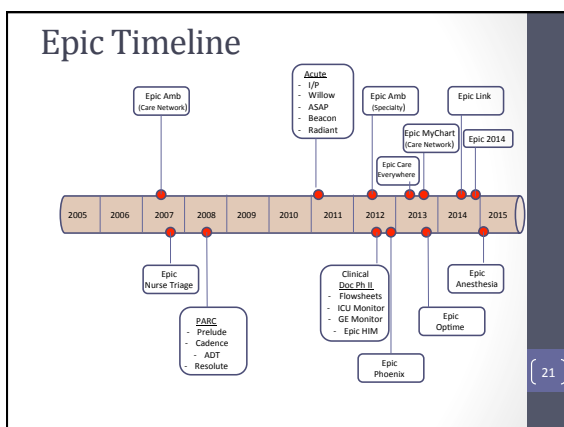 Epic Timeline
Epic Amb
(Care Network)
Acute
- I/P
- Willow
- ASAP
- Beacon
- Radiant
Epic Amb
(Specialty)
Epic Care
Everywhere
Epic MyChart
(Care Network)
Epic Link
Epic 2014
2005 2006 2007 2008 2009 2010 2011 2012 2013 2014 2015
Epic
Nurse Triage
PARC
- Prelude
- Cadence
- ADT
- Resolute
Clinical
Doc Ph II
- Flowsheets
- ICU Monitor
- GE Monitor
- Epic HIM
Epic
Phoenix
Epic
Optime
Epic
Anesthesia
21